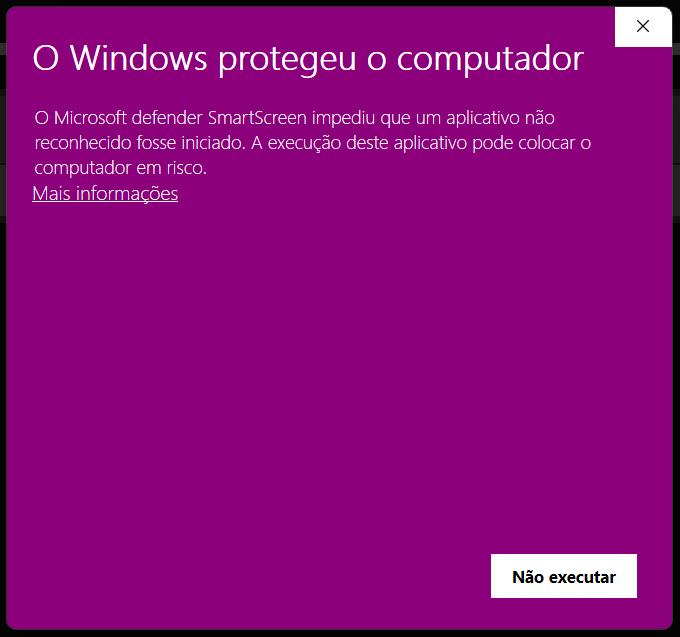 O Windows protegeu o computador
O Microsoft defender SmartScreen impediu que um aplicativo não
reconhecido fosse iniciado. A execução deste aplicativo pode colocar o
computador em risco.
Mais informações
Não executar